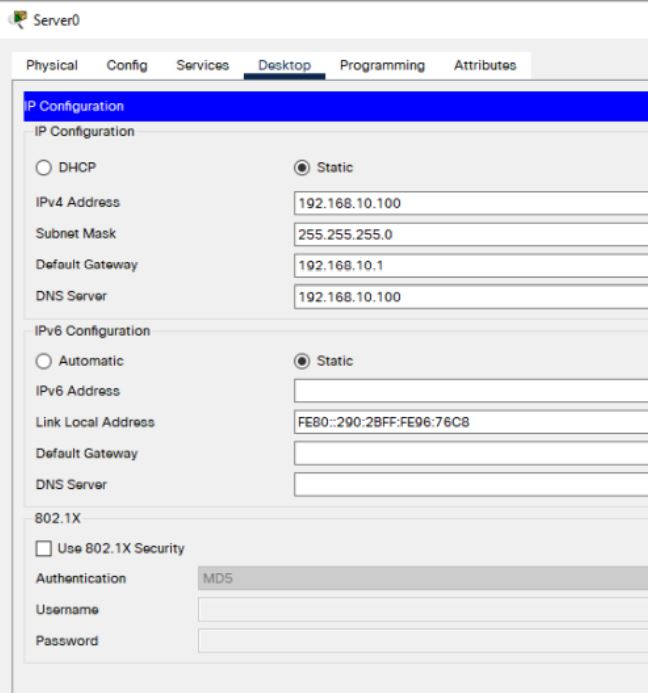 Server0
Physical Config Services Desktop Programming Attributes
IP Configuration
IP Configuration
DHCP Static
IPv4 Address 192.168.10.100
Subnet Mask 255.255.255.0
Default Gateway 192.168.10.1
DNS Server 192.168.10.100
IPv6 Configuration
Automatic Static
IPv6 Address
Link Local Address FE80::290:2BFF:FE96:76C8
Default Gateway
DNS Server
802.1X
Use 802.1X Security
Authentication MD5
Username
Password